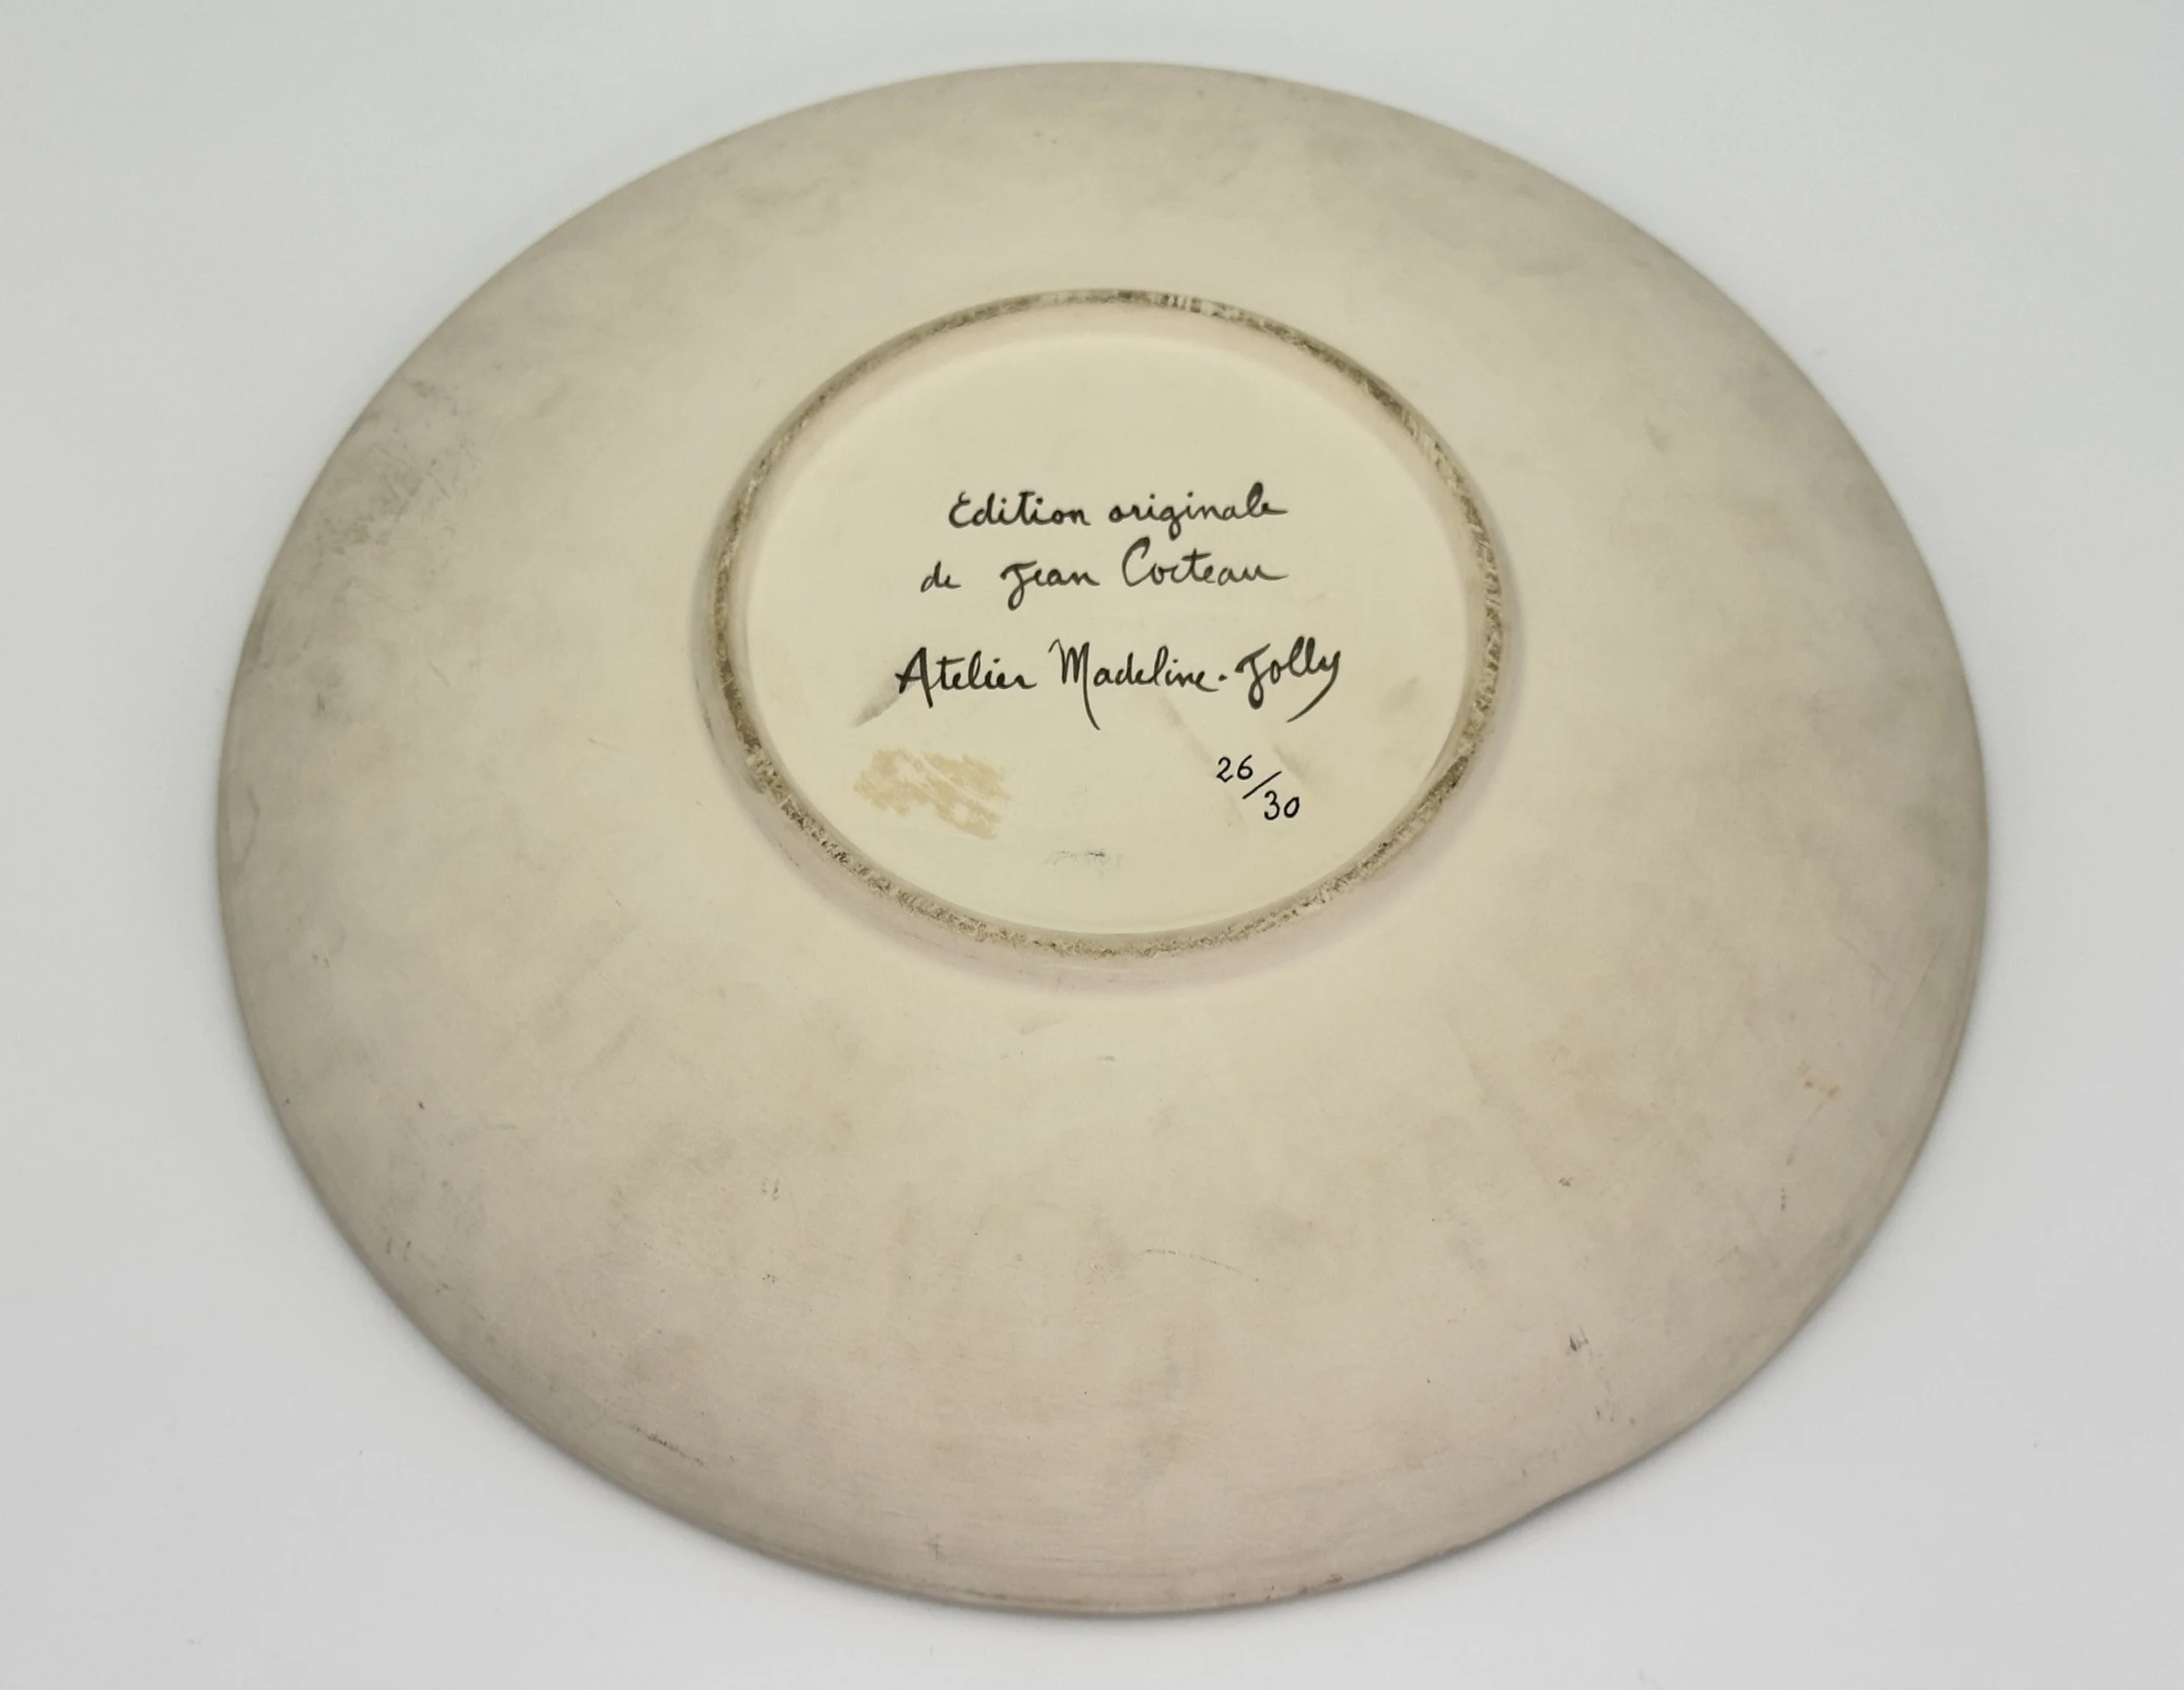 Edition originale
de Jean Cocteau
Atelier Madeline-Jolly
26/30